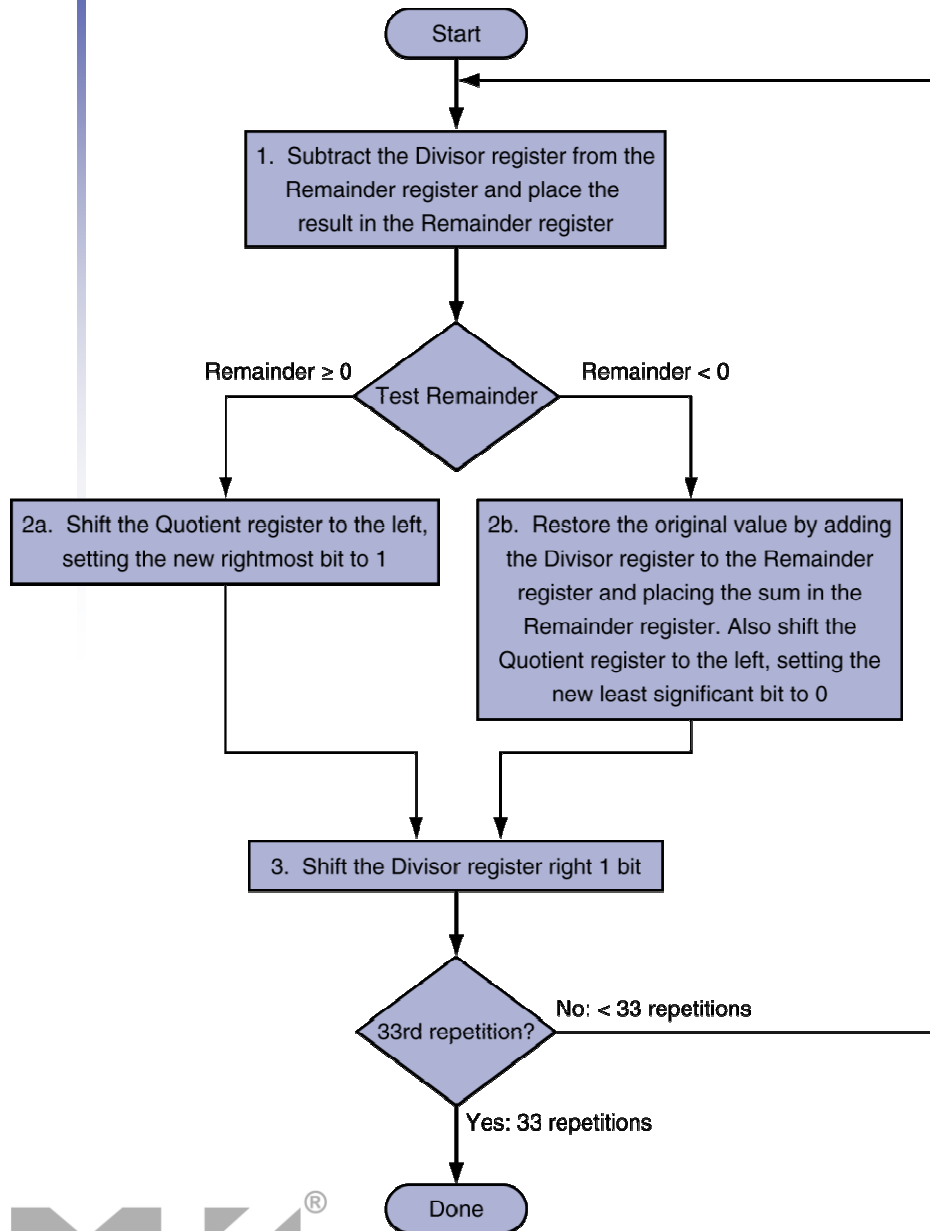 Start
1. Subtract the Divisor register from the
Remainder register and place the
result in the Remainder register
Remainder ≥ 0
Remainder < 0
Test Remainder
2a. Shift the Quotient register to the left,
setting the new rightmost bit to 1
2b. Restore the original value by adding
the Divisor register to the Remainder
register and placing the sum in the
Remainder register. Also shift the
Quotient register to the left, setting the
new least significant bit to 0
3. Shift the Divisor register right 1 bit
No: < 33 repetitions
33rd repetition?
Yes: 33 repetitions
®
Done